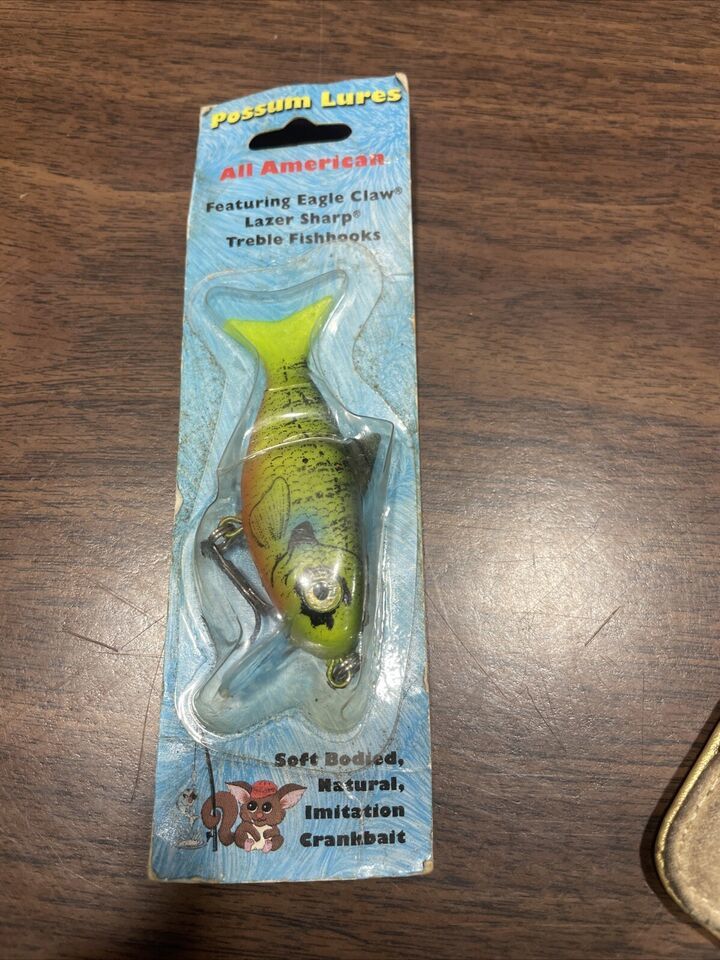 Possum Lures
All American
Featuring Eagle Claw®
Lazer Sharp®
Treble Fishhooks
Soft Bodied,
Natural,
Imitation
Crankbait